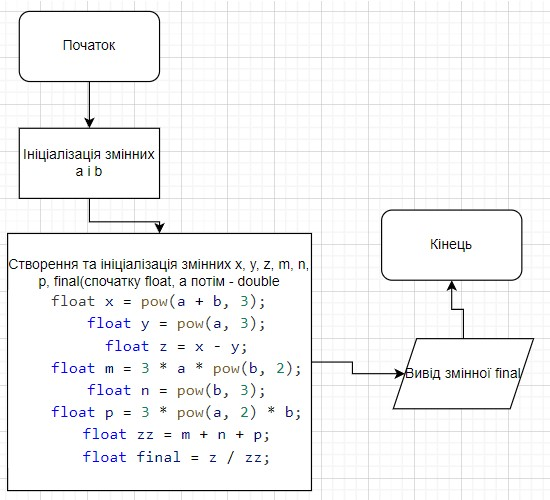 Початок
Ініціалізація змінних
a і b
Створення та ініціалізація змінних x, y, z, m, n,
p, final(спочатку float, а потім - double
float x = pow(a + b, 3);
float y = pow(a, 3);
float z = x - y;
float m = 3 * a * pow(b, 2);
float n = pow(b, 3);
float p = 3 * pow(a, 2) * b;
float zz = m + n + p;
float final = z / zz;
Кінець
Вивід змінної final